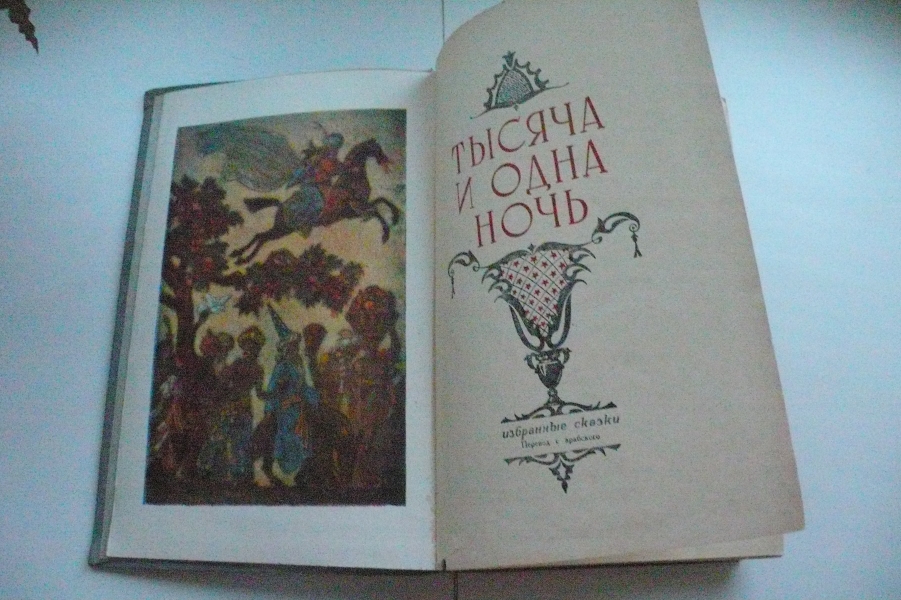 ТЫСЯЧА
И ОДНА
НОЧЬ
избранные сказки
Перевод с арабского